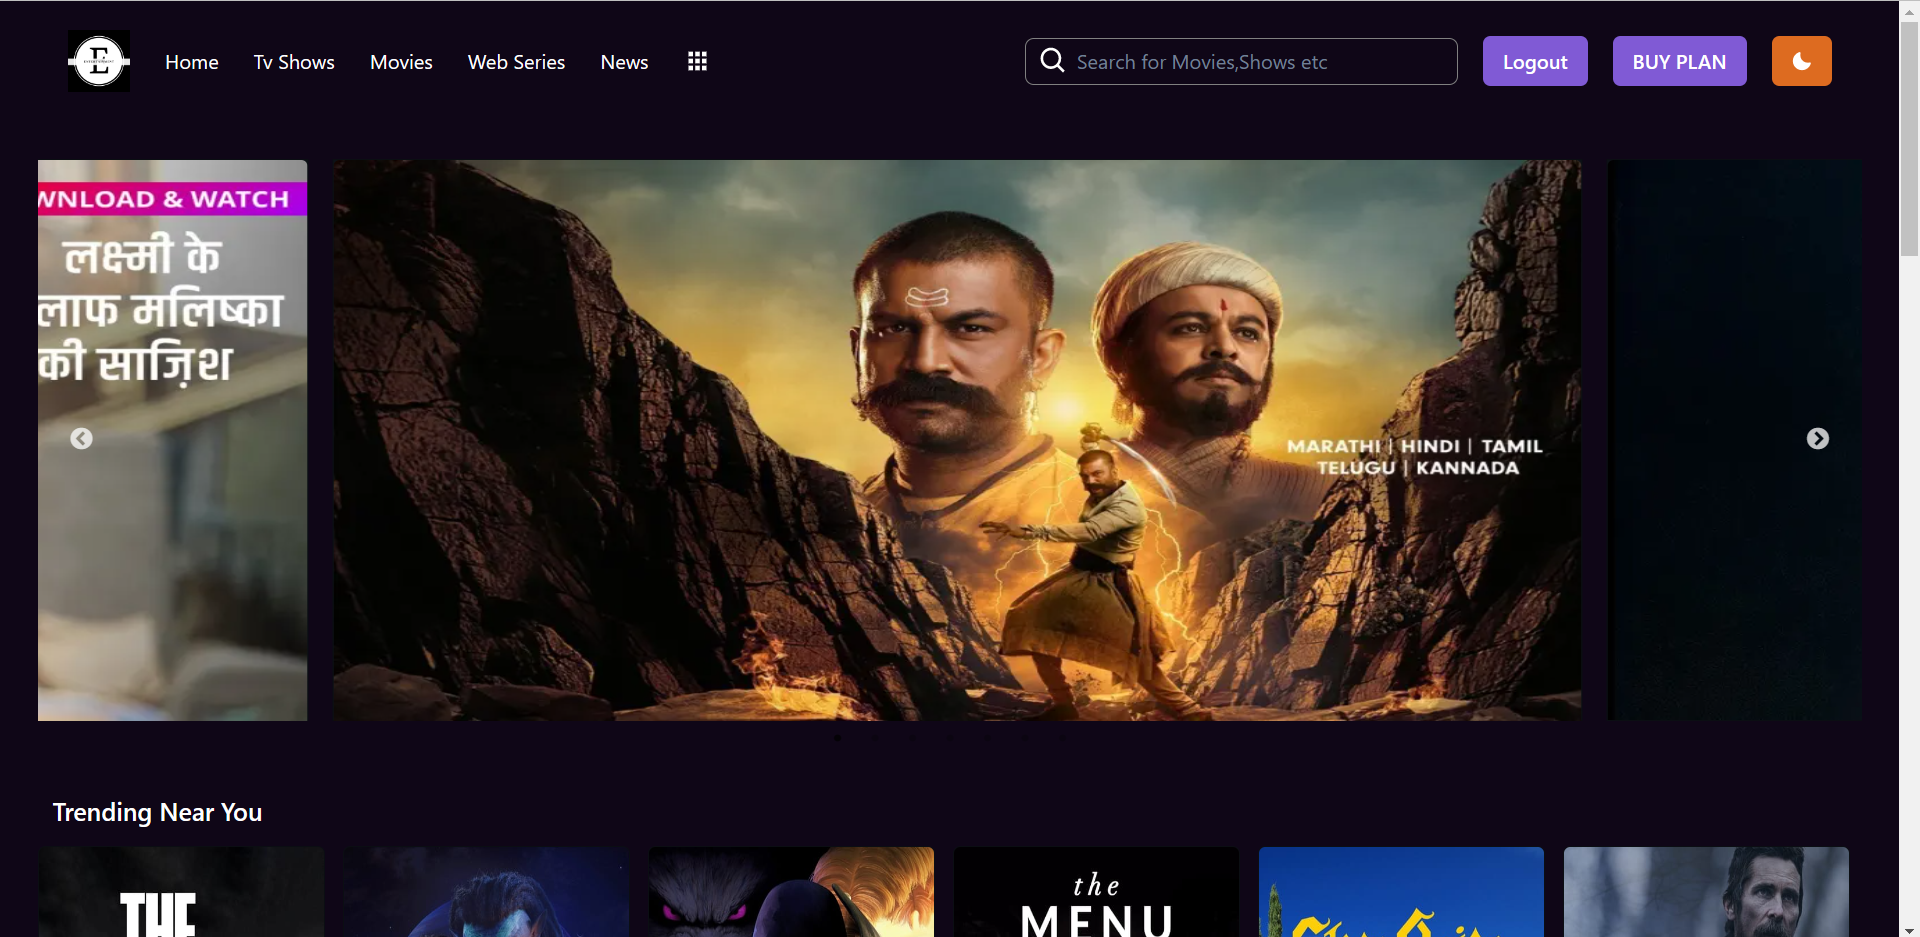 E
Home
Tv Shows
Movies
Web Series
News
Search for Movies,Shows etc
Logout
BUY PLAN
WNLOAD & WATCH
लक्ष्मी के
लाफ मलिष्का
की साज़िश
MARATHI | HINDI | TAMIL
TELUGU | KANNADA
Trending Near You
THE
the
MENU